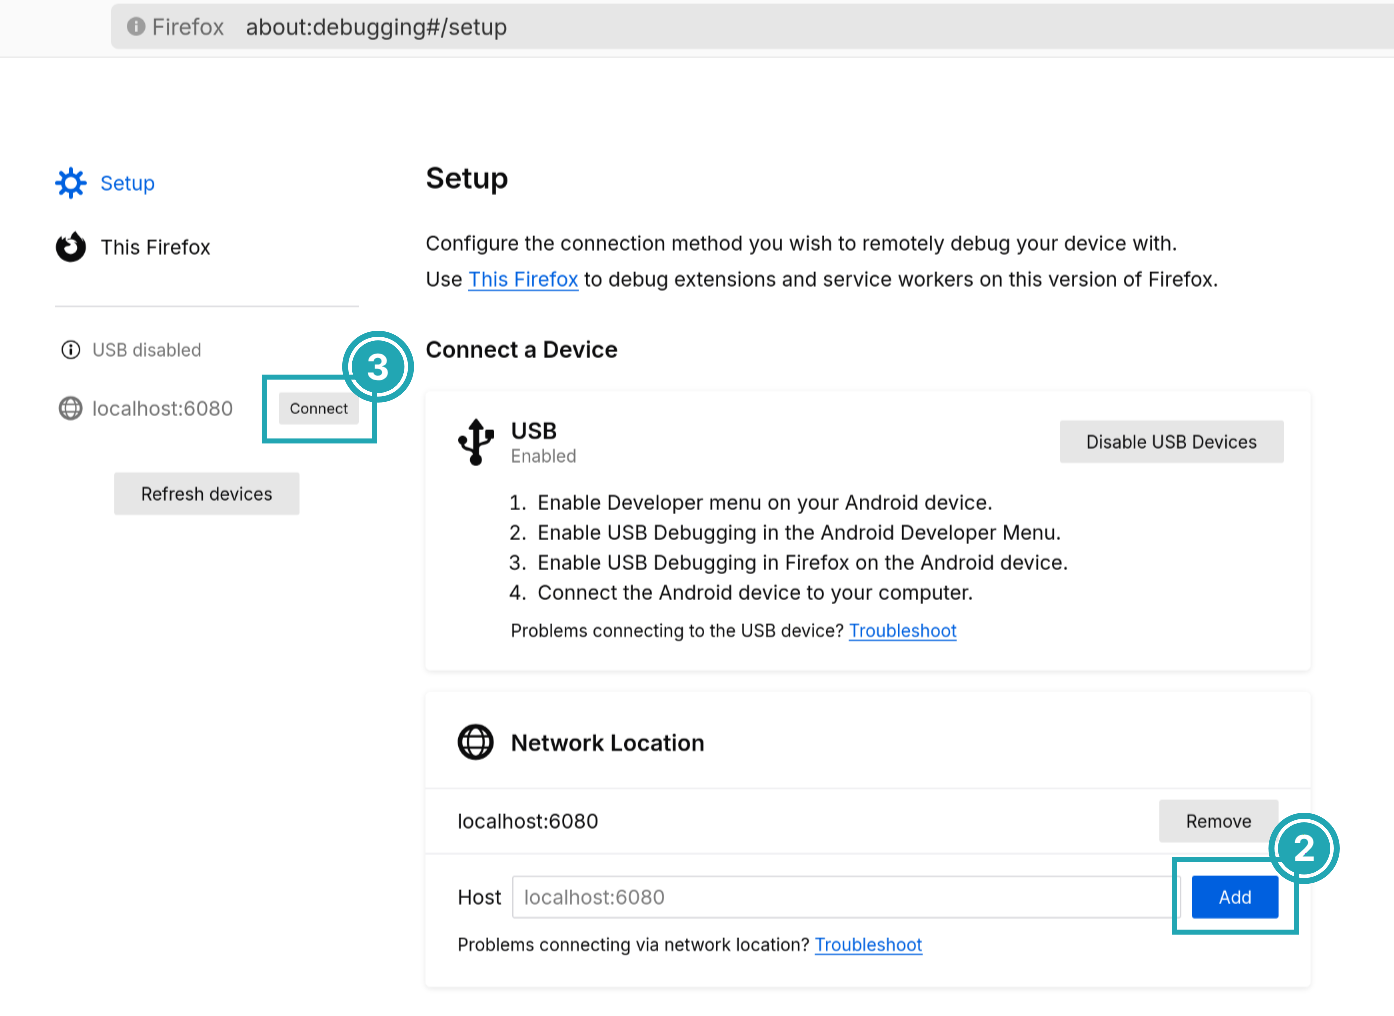 Firefox about:debugging#/setup
Setup
This Firefox
USB disabled
localhost:6080
Connect
3
Refresh devices
Setup
Configure the connection method you wish to remotely debug your device with.
Use This Firefox to debug extensions and service workers on this version of Firefox.
Connect a Device
USB
Enabled
Disable USB Devices
1. Enable Developer menu on your Android device.
2. Enable USB Debugging in the Android Developer Menu.
3. Enable USB Debugging in Firefox on the Android device.
4. Connect the Android device to your computer.
Problems connecting to the USB device? Troubleshoot
Network Location
localhost:6080
Remove
2
Host localhost:6080
Add
Problems connecting via network location? Troubleshoot